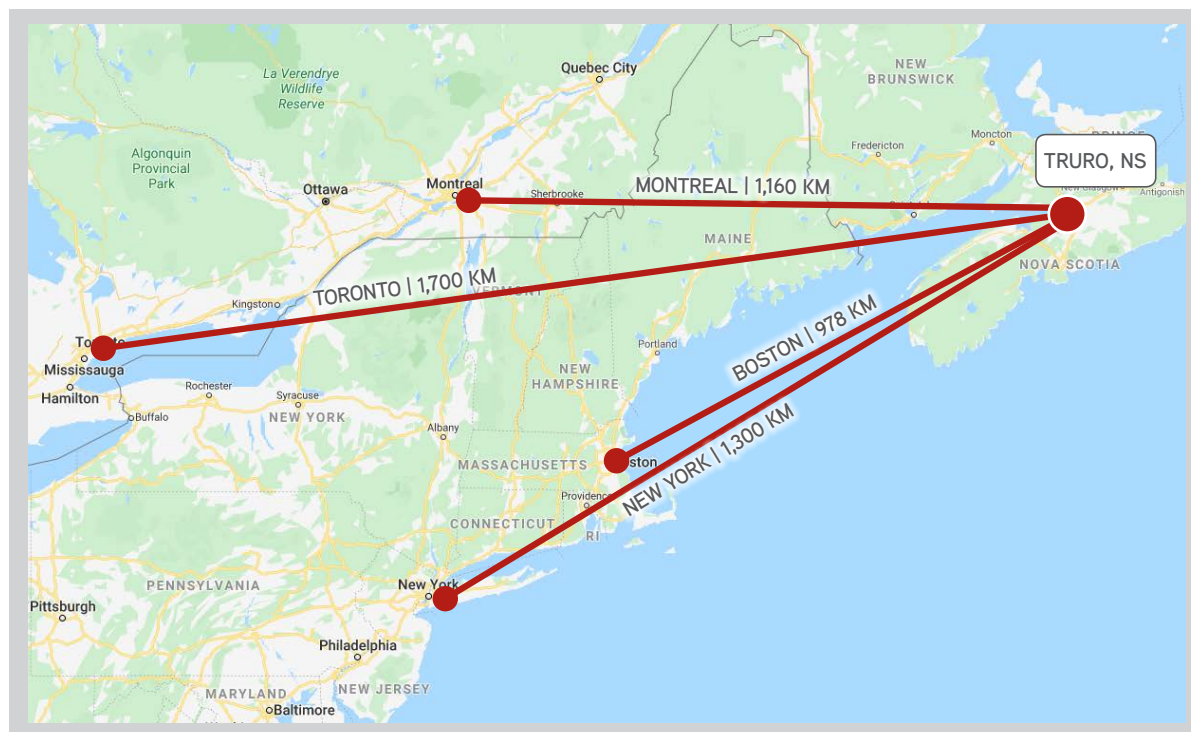 Quebec City
La Verendrye
Wildlife
Reserve
NEW
BRUNSWICK
Algonquin
Provincial
Park
Moncton
Fredericton
TRURO, NS
Antigonish
Ottawa
Montreal
Sherbrooke
MONTREAL | 1,160 KM
MAINE
NOVA SCOTIA
TORONTO | 1,700 KM
VERMONT
Kingston
Mississauga
Hamilton
Portland
BOSTON | 978 KM
Rochester
Syracuse
NEW YORK
Buffalo
NEW
HAMPSHIRE
Albany
MASSACHUSETTS
NEW YORK | 1,300 KM
CONNECTICUT
RI
PENNSYLVANIA
New York
Pittsburgh
Philadelphia
MARYLAND
NEW JERSEY
Baltimore